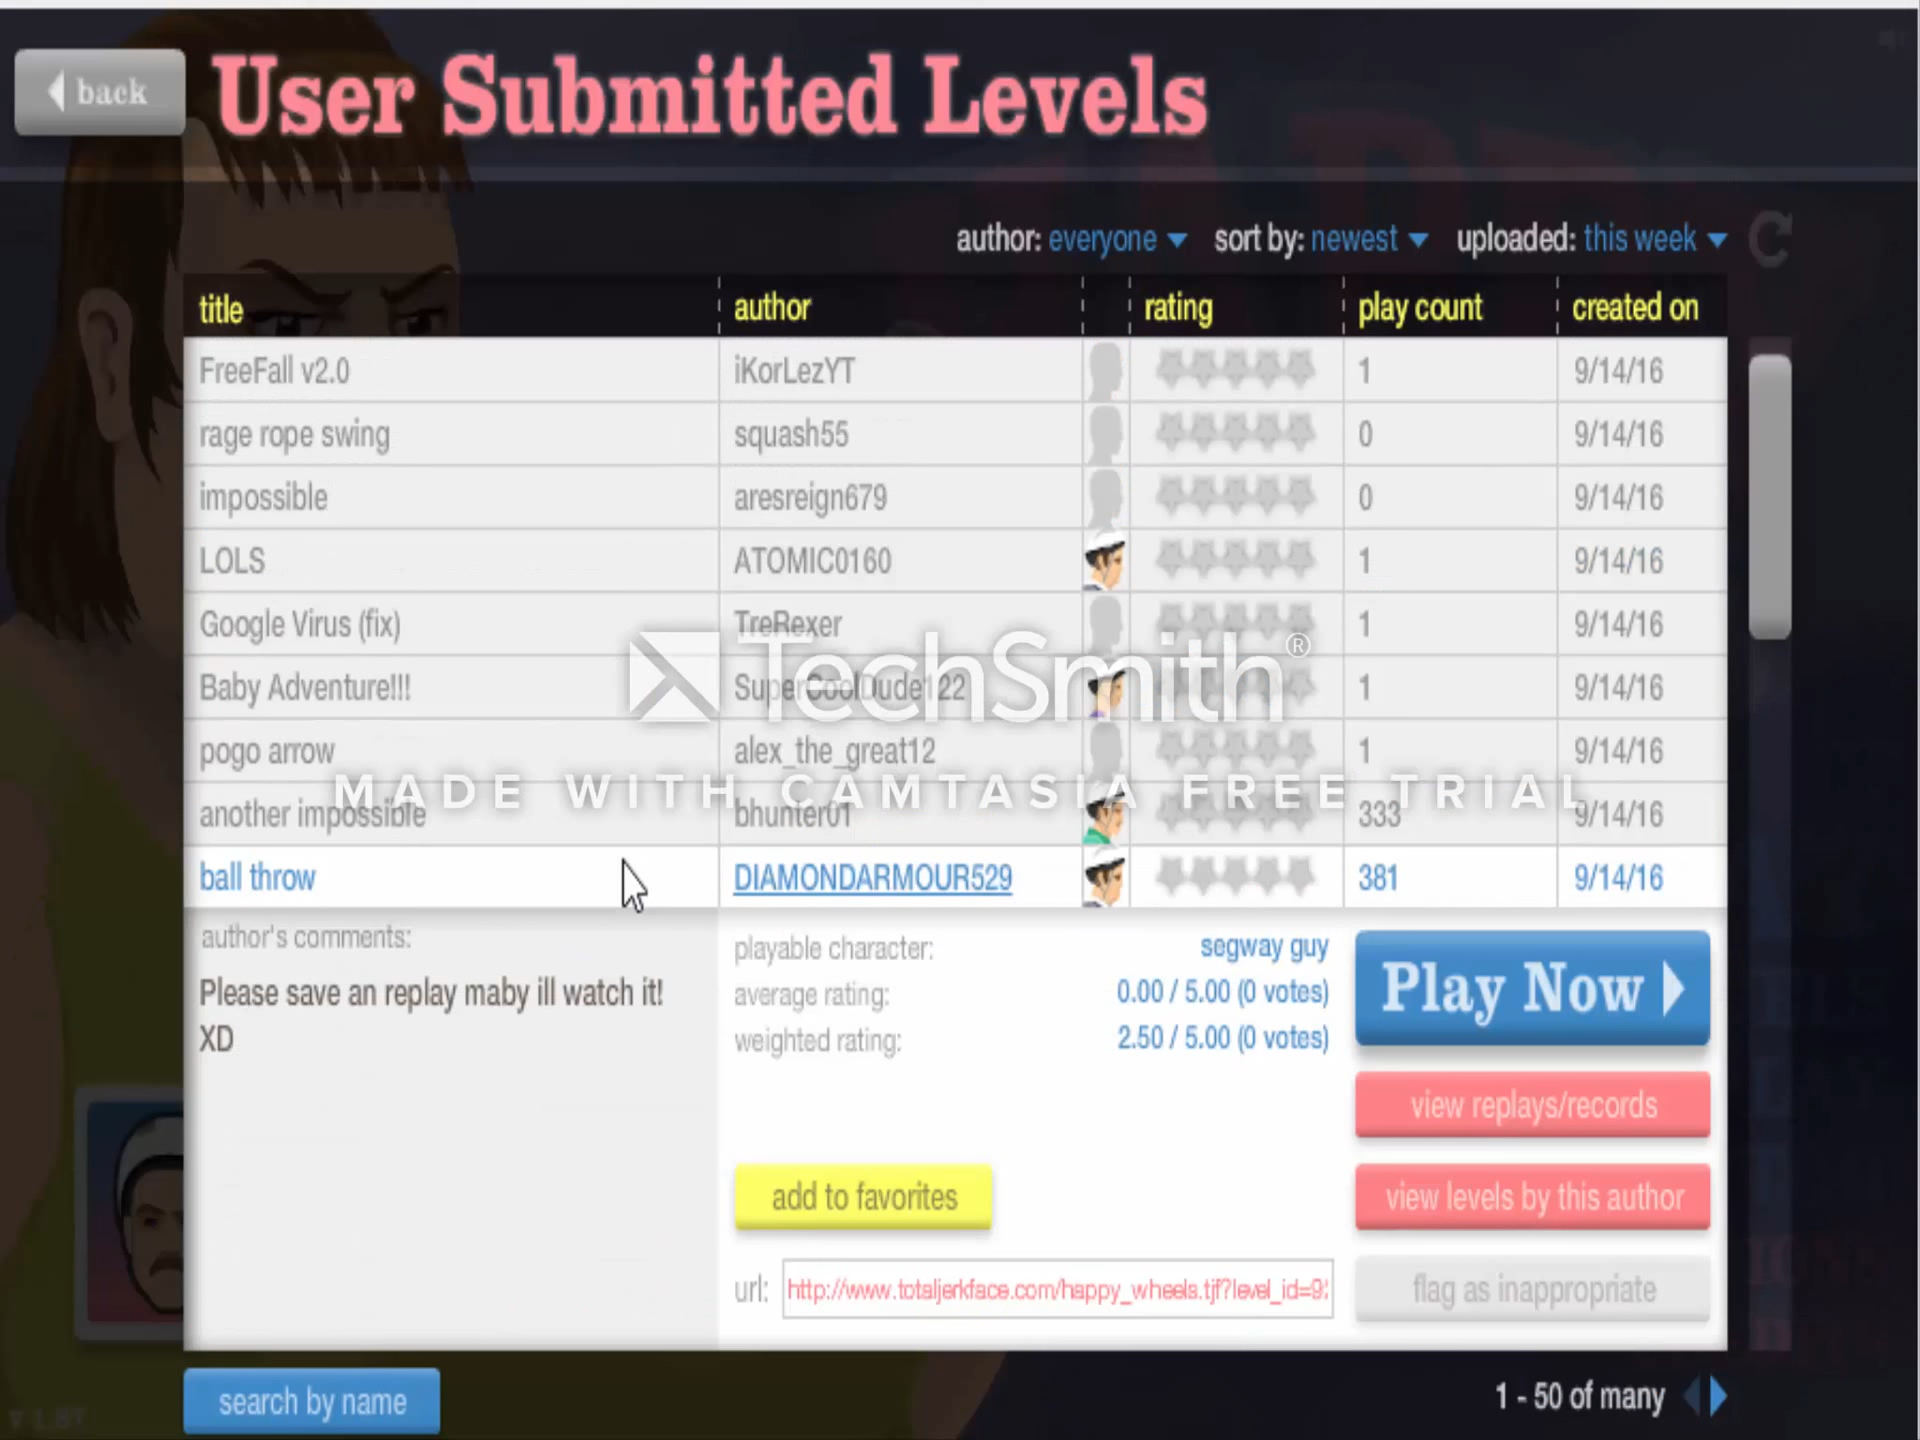 back
User Submitted Levels
author: everyone sort by: newest uploaded: this week
title author rating play count created on
FreeFall v2.0 iKorLezYT 1 9/14/16
rage rope swing squash55 0 9/14/16
impossible aresreign679 0 9/14/16
LOLS ATOMIC0160 1 9/14/16
Google Virus (fix) TreRexer 1 9/14/16
TechSmith®
Baby Adventure!!! SuperCoolDude122 1 9/14/16
pogo arrow alex_the_great12 1 9/14/16
MADE WITH CAMTASIA FREE TRIAL
another impossible bhunter01 333 9/14/16
ball throw DIAMONDARMOUR529 381 9/14/16
author's comments:
Please save an replay maby ill watch it!
XD
playable character: segway guy
average rating: 0.00 / 5.00 (0 votes)
weighted rating: 2.50 / 5.00 (0 votes)
Play Now
view replays/records
add to favorites
view levels by this author
url: http://www.totaljerkface.com/happy_wheels.tjf?level_id=9
flag as inappropriate
search by name
1 - 50 of many